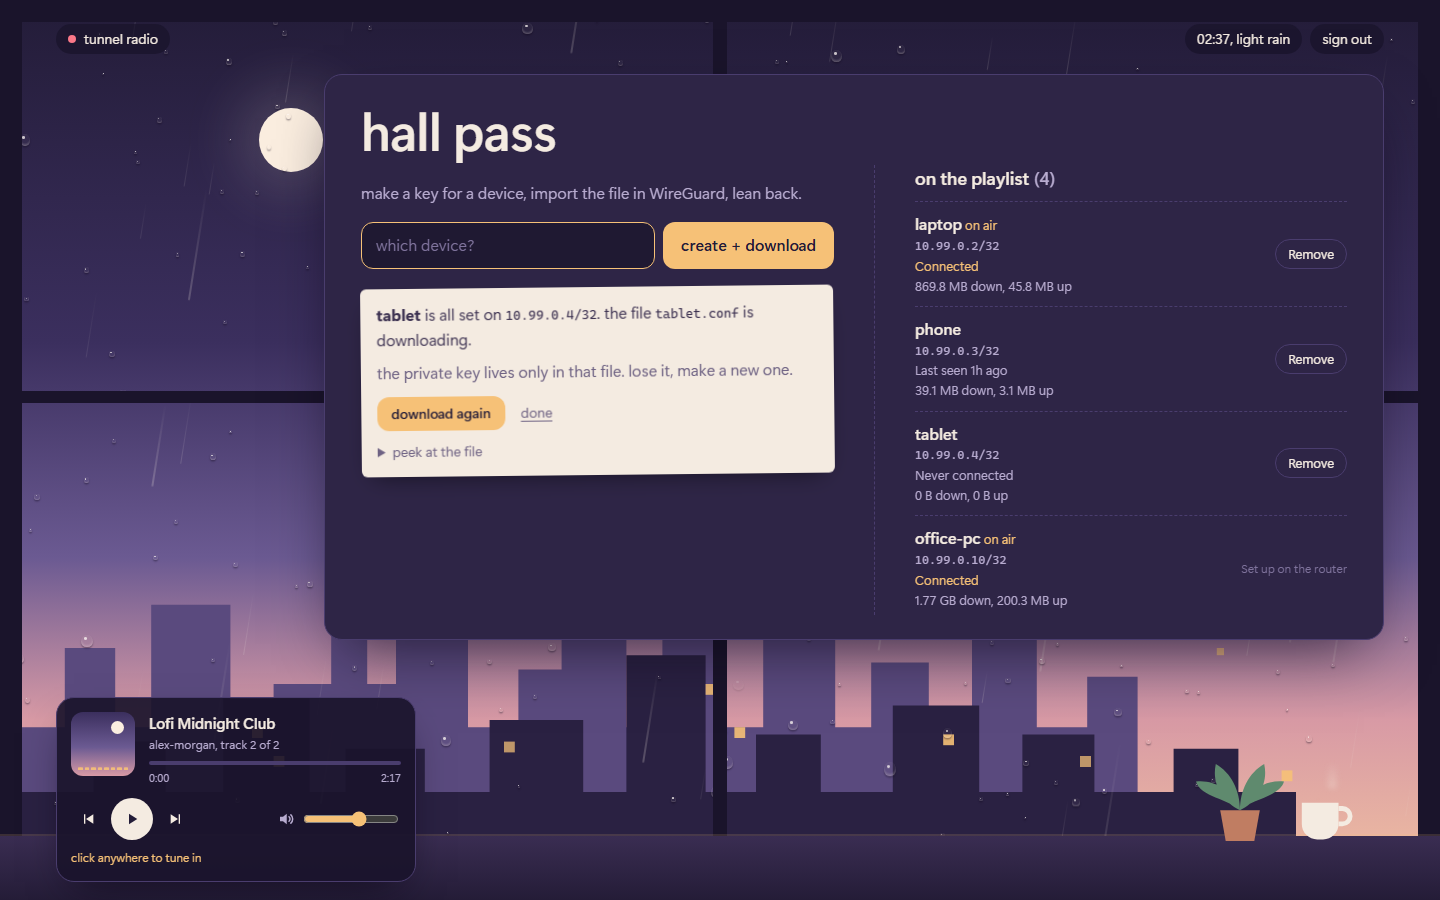 tunnel radio
02:37, light rain
sign out
hall pass
make a key for a device, import the file in WireGuard, lean back.
which device?
create + download
tablet is all set on 10.99.0.4/32. the file tablet.conf is
downloading.
the private key lives only in that file. lose it, make a new one.
download again
done
peek at the file
on the playlist (4)
laptop on air
10.99.0.2/32
Connected
869.8 MB down, 45.8 MB up
Remove
phone
10.99.0.3/32
Last seen 1h ago
39.1 MB down, 3.1 MB up
Remove
tablet
10.99.0.4/32
Never connected
0 B down, 0 B up
Remove
office-pc on air
10.99.0.10/32
Connected
1.77 GB down, 200.3 MB up
Set up on the router
Lofi Midnight Club
alex-morgan, track 2 of 2
0:00
2:17
click anywhere to tune in